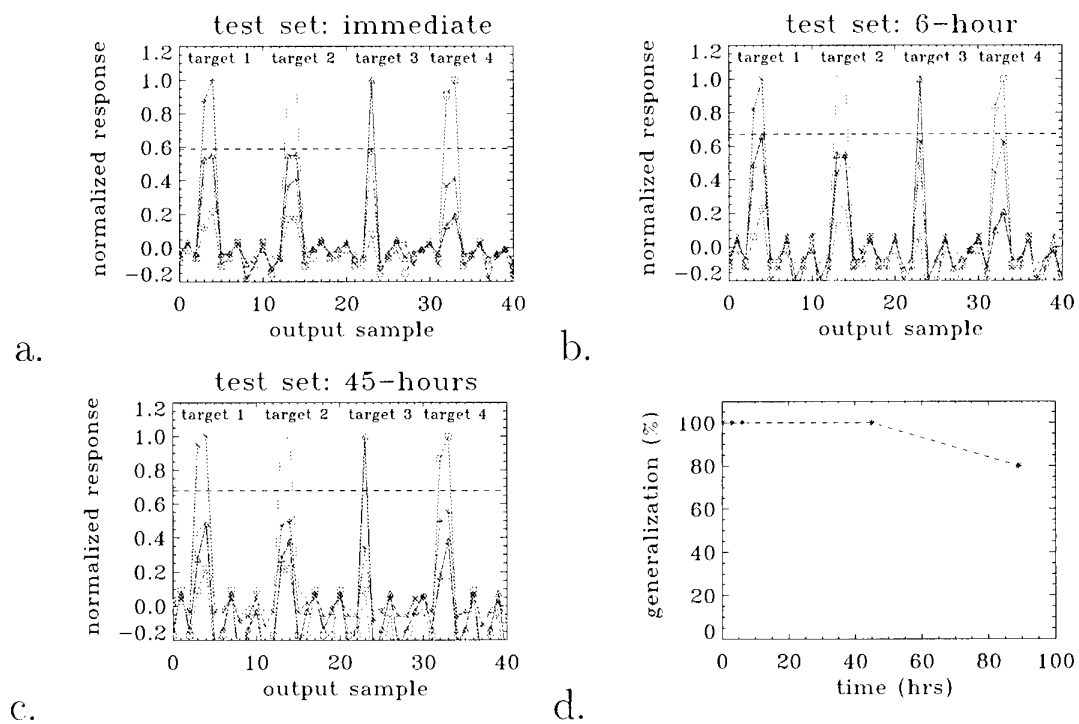 test set: immediate
normalized response
1.2
1.0
0.8
0.6
0.4
0.2
0.0
−0.2
target 1 target 2 target 3 target 4
0 10 20 30 40
output sample
a.
test set: 6−hour
normalized response
1.2
1.0
0.8
0.6
0.4
0.2
0.0
−0.2
target 1 target 2 target 3 target 4
0 10 20 30 40
output sample
b.
test set: 45−hours
normalized response
1.2
1.0
0.8
0.6
0.4
0.2
0.0
−0.2
target 1 target 2 target 3 target 4
0 10 20 30 40
output sample
c.
generalization (%)
100
80
60
40
20
0
0 20 40 60 80 100
time (hrs)
d.